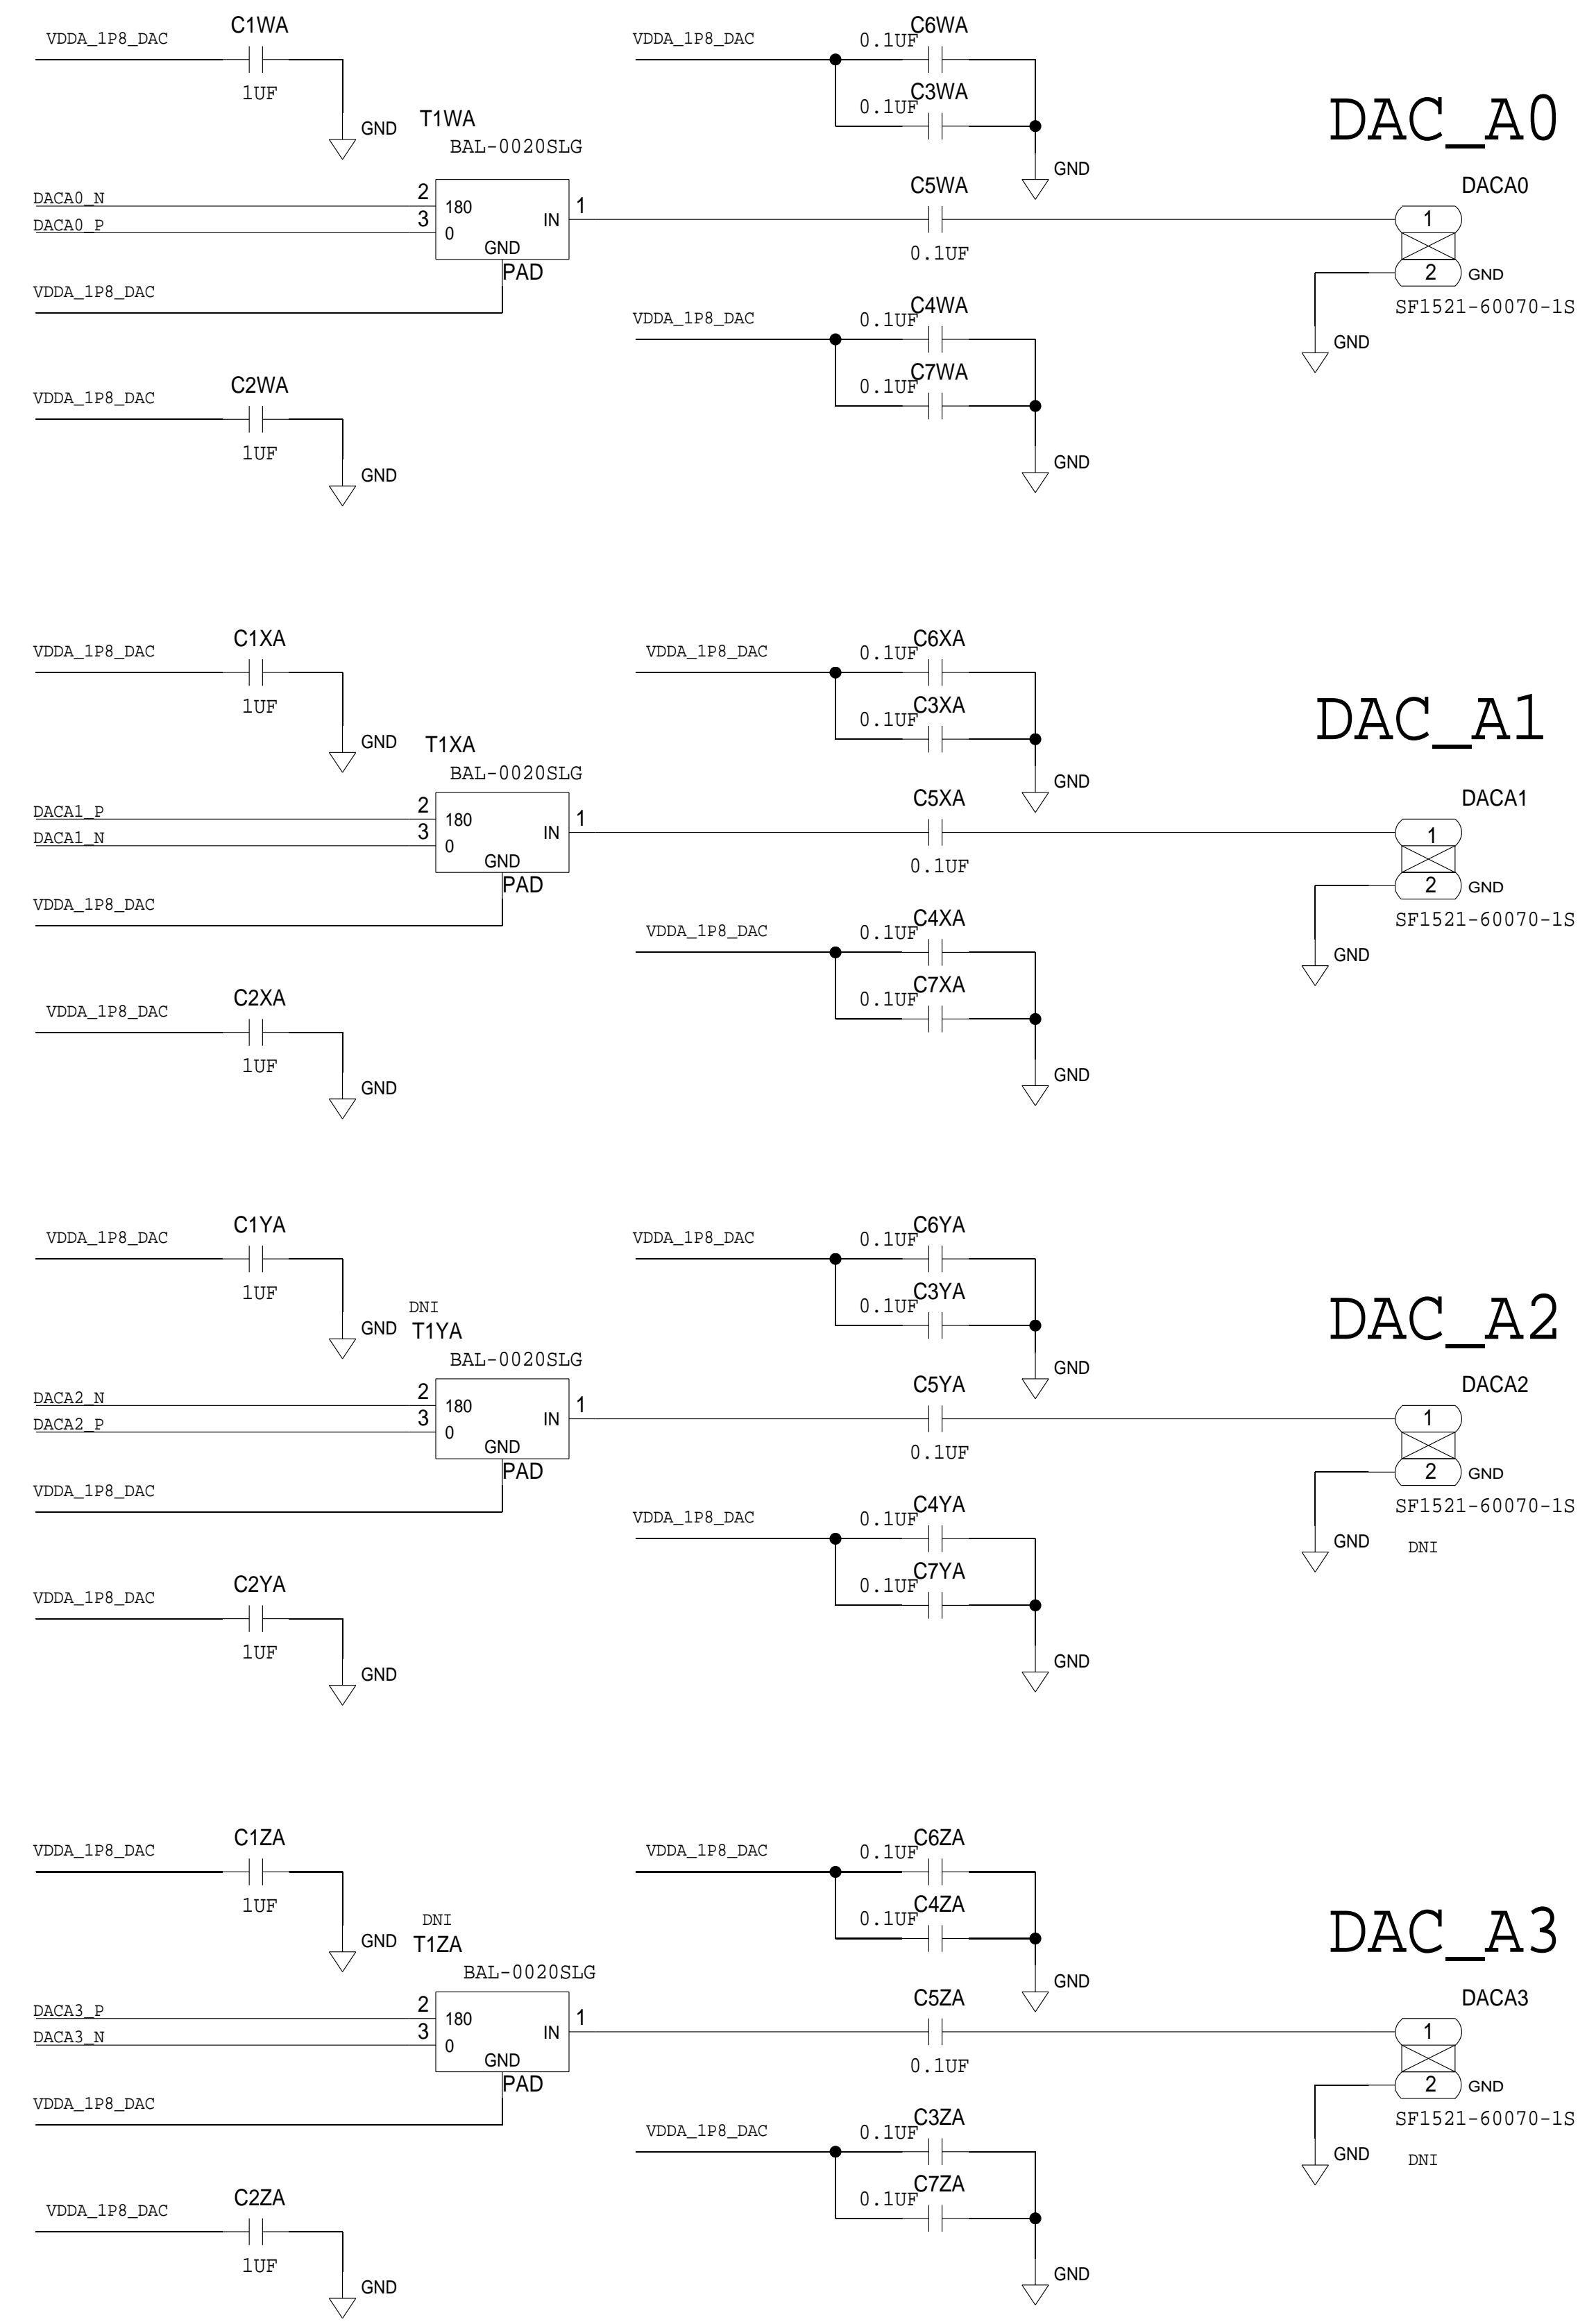 C1WA
C6WA
VDDA_1P8_DAC
VDDA_1P8_DAC
0.1UF
1UF
C3WA
0.1UF
DAC_A0
T1WA
GND
BAL-0020SLG
GND
C5WA
DACA0
DACA0_N
2
180
1
DACA0_P
3
0
IN
1
GND
0.1UF
PAD
2
GND
VDDA_1P8_DAC
C4WA
SF1521-60070-1S
VDDA_1P8_DAC
0.1UF
GND
C2WA
C7WA
VDDA_1P8_DAC
0.1UF
1UF
GND
GND
C1XA
C6XA
VDDA_1P8_DAC
VDDA_1P8_DAC
0.1UF
1UF
C3XA
0.1UF
DAC_A1
GND
T1XA
BAL-0020SLG
GND
C5XA
DACA1
DACA1_P
2
180
1
DACA1_N
3
0
IN
1
GND
0.1UF
PAD
2
GND
VDDA_1P8_DAC
C4XA
SF1521-60070-1S
VDDA_1P8_DAC
0.1UF
GND
C2XA
C7XA
VDDA_1P8_DAC
0.1UF
1UF
GND
GND
C1YA
C6YA
VDDA_1P8_DAC
VDDA_1P8_DAC
0.1UF
1UF
C3YA
DNI
0.1UF
DAC_A2
GND
T1YA
BAL-0020SLG
GND
C5YA
DACA2
DACA2_N
2
180
1
DACA2_P
3
0
IN
1
GND
0.1UF
PAD
2
GND
VDDA_1P8_DAC
C4YA
SF1521-60070-1S
VDDA_1P8_DAC
0.1UF
GND
DNI
C2YA
C7YA
VDDA_1P8_DAC
0.1UF
1UF
GND
GND
C1ZA
C6ZA
VDDA_1P8_DAC
VDDA_1P8_DAC
0.1UF
1UF
C4ZA
DNI
0.1UF
DAC_A3
GND
T1ZA
BAL-0020SLG
GND
C5ZA
DACA3
DACA3_P
2
180
1
DACA3_N
3
0
IN
1
GND
0.1UF
PAD
2
GND
VDDA_1P8_DAC
C3ZA
SF1521-60070-1S
VDDA_1P8_DAC
0.1UF
GND
DNI
C2ZA
C7ZA
VDDA_1P8_DAC
0.1UF
1UF
GND
GND